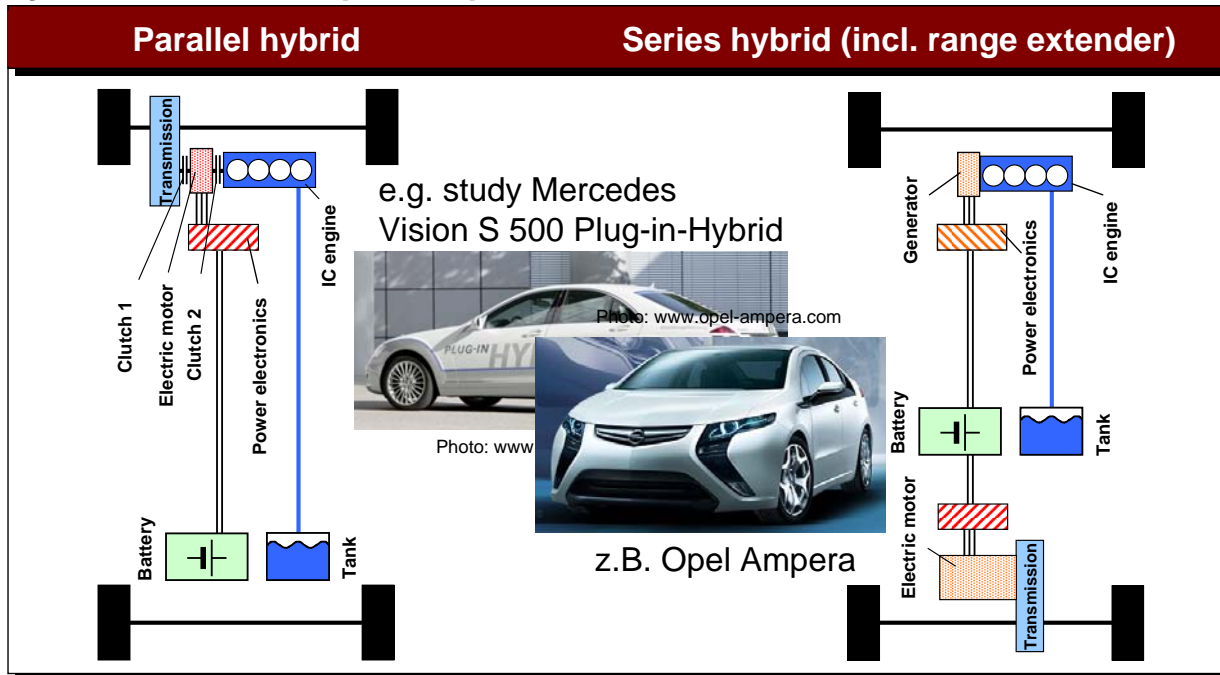 Parallel hybrid
Series hybrid (incl. range extender)
Transmission
IC engine
Clutch 1
Electric motor
Clutch 2
Power electronics
Battery
Tank
e.g. study Mercedes
Vision S 500 Plug-in-Hybrid
Photo: www.opel-ampera.com
PLUG-IN HY
Photo: www
z.B. Opel Ampera
Generator
IC engine
Power electronics
Battery
Tank
Electric motor
Transmission